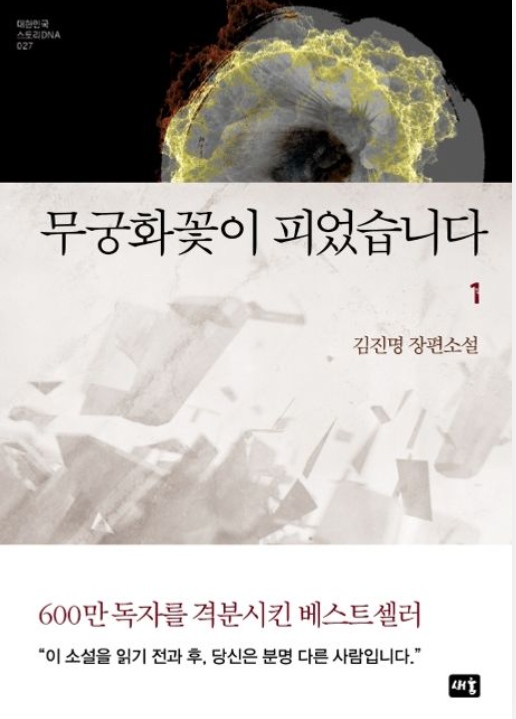 대한민국
스토리DNA
027
무궁화꽃이 피었습니다
1
김진명 장편소설
600만 독자를 격분시킨 베스트셀러
“이 소설을 읽기 전과 후, 당신은 분명 다른 사람입니다.”
새움